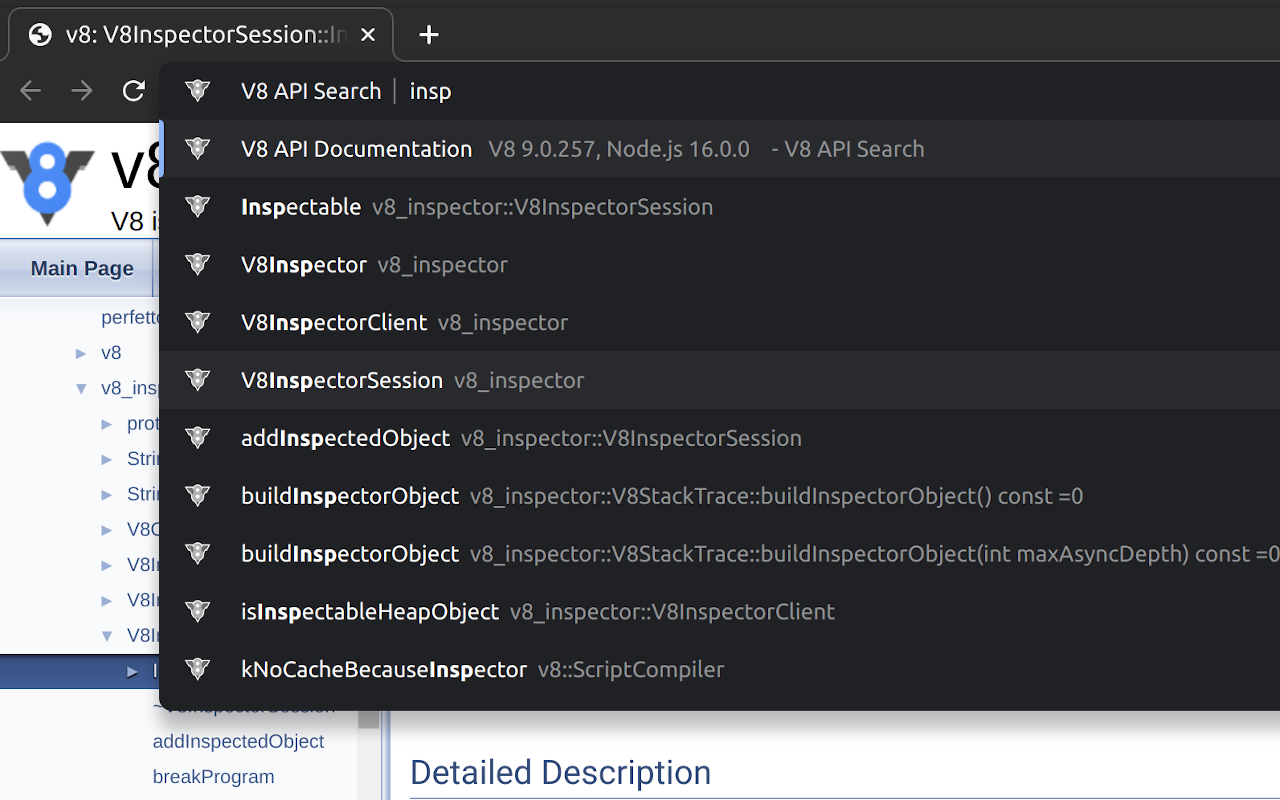 v8: V8InspectorSession::In
V8 API Search | insp
V8 API Documentation V8 9.0.257, Node.js 16.0.0 - V8 API Search
Inspectable v8_inspector::V8InspectorSession
V8Inspector v8_inspector
V8InspectorClient v8_inspector
V8InspectorSession v8_inspector
addInspectedObject v8_inspector::V8InspectorSession
buildInspectorObject v8_inspector::V8StackTrace::buildInspectorObject() const =0
buildInspectorObject v8_inspector::V8StackTrace::buildInspectorObject(int maxAsyncDepth) const =0
isInspectableHeapObject v8_inspector::V8InspectorClient
kNoCacheBecauseInspector v8::ScriptCompiler
8
v8
V8 i
Main Page
perfetto
v8
v8_insp
prot
Strin
Strin
V8C
V8In
V8In
V8In
I
~V8InspectorSession
addInspectedObject
breakProgram
Detailed Description